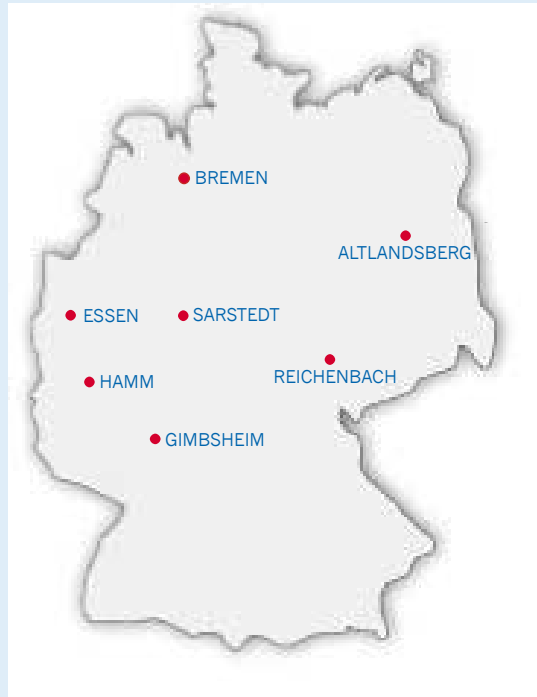 BREMEN
ALTLANDSBERG
ESSEN
SARSTEDT
REICHENBACH
HAMM
GIMBSHEIM